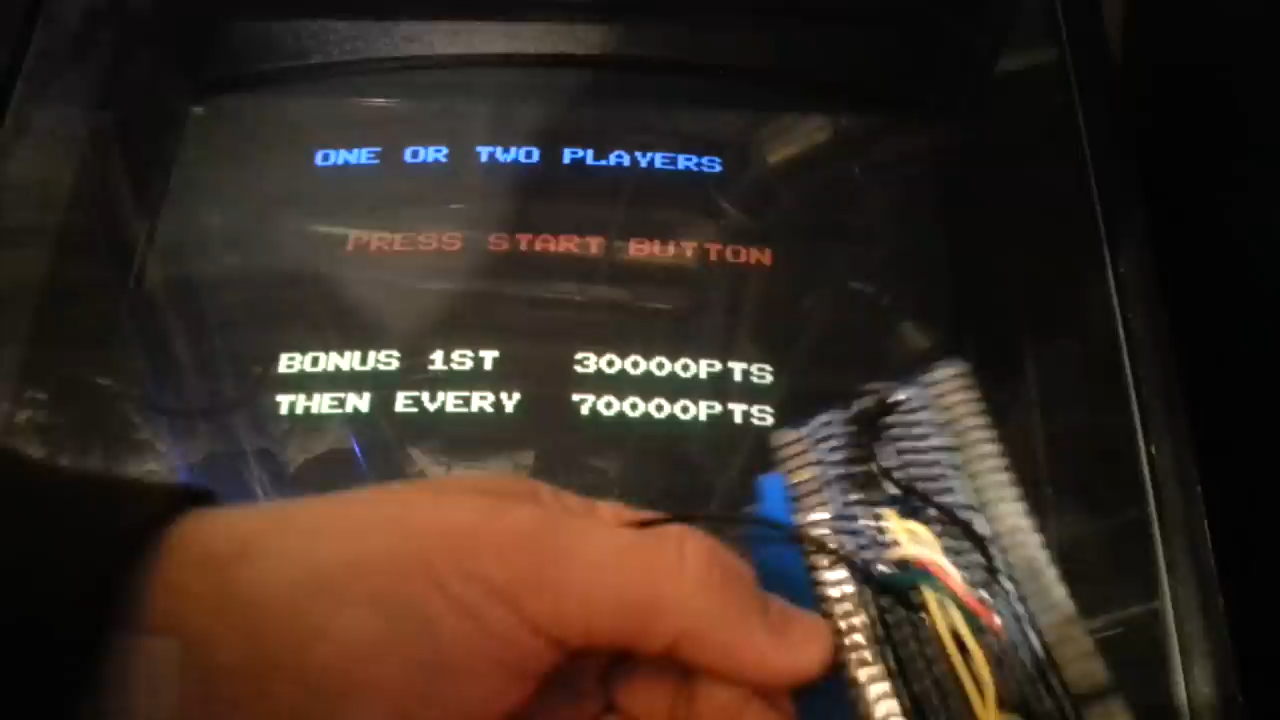 ONE OR TWO PLAYERS
PRESS START BUTTON
BONUS 1ST 30000PTS
THEN EVERY 70000PTS